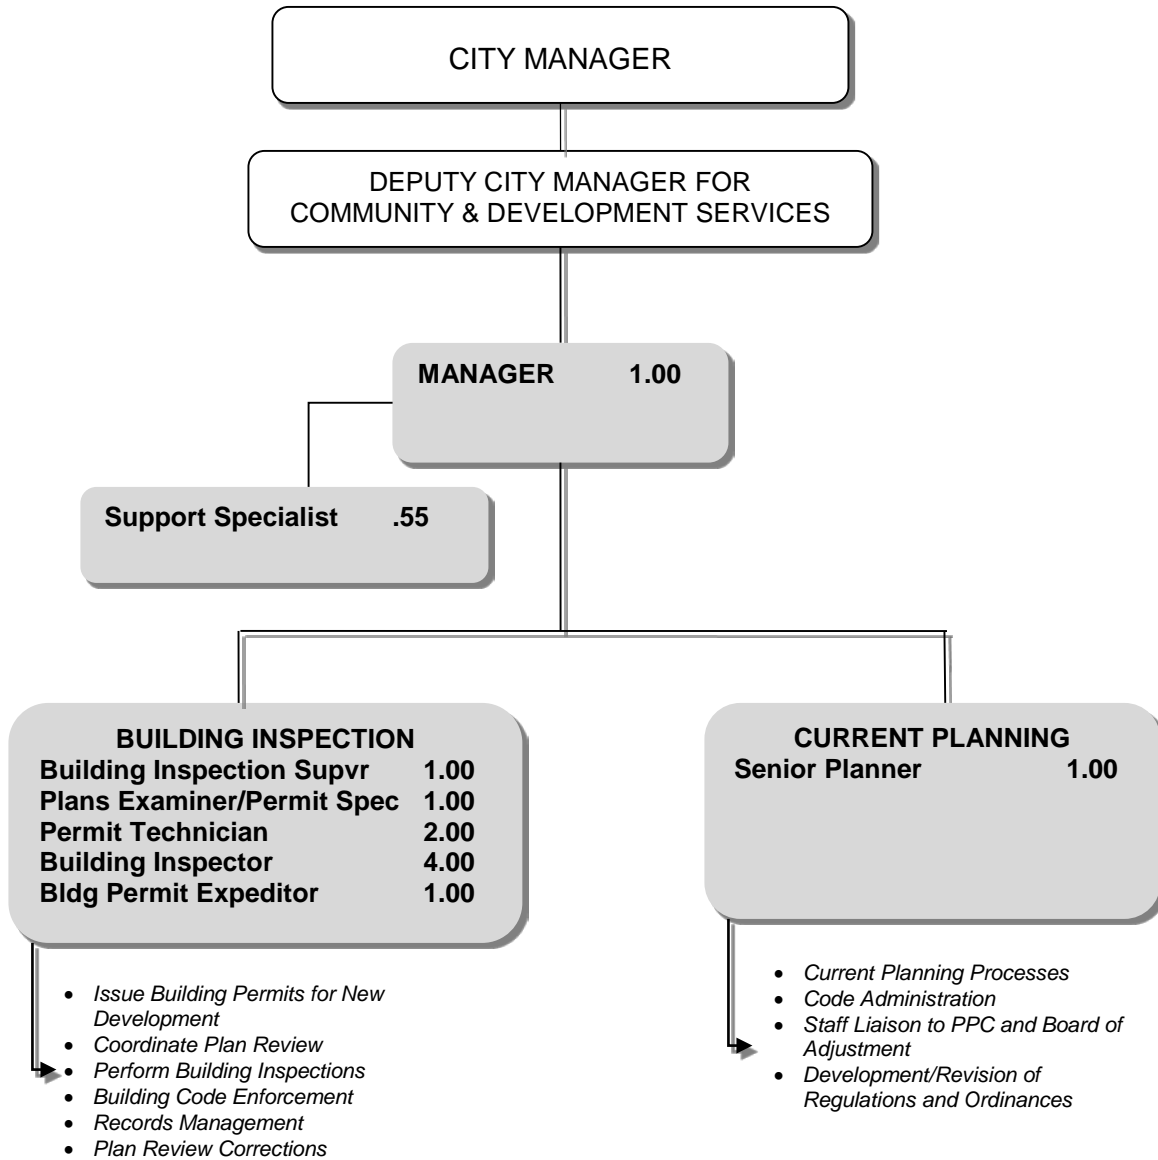 CITY MANAGER
DEPUTY CITY MANAGER FOR
COMMUNITY & DEVELOPMENT SERVICES
MANAGER 1.00
Support Specialist .55
BUILDING INSPECTION
Building Inspection Supvr 1.00
Plans Examiner/Permit Spec 1.00
Permit Technician 2.00
Building Inspector 4.00
Bldg Permit Expeditor 1.00
• Issue Building Permits for New
Development
• Coordinate Plan Review
• Perform Building Inspections
• Building Code Enforcement
• Records Management
• Plan Review Corrections
CURRENT PLANNING
Senior Planner 1.00
• Current Planning Processes
• Code Administration
• Staff Liaison to PPC and Board of
Adjustment
• Development/Revision of
Regulations and Ordinances